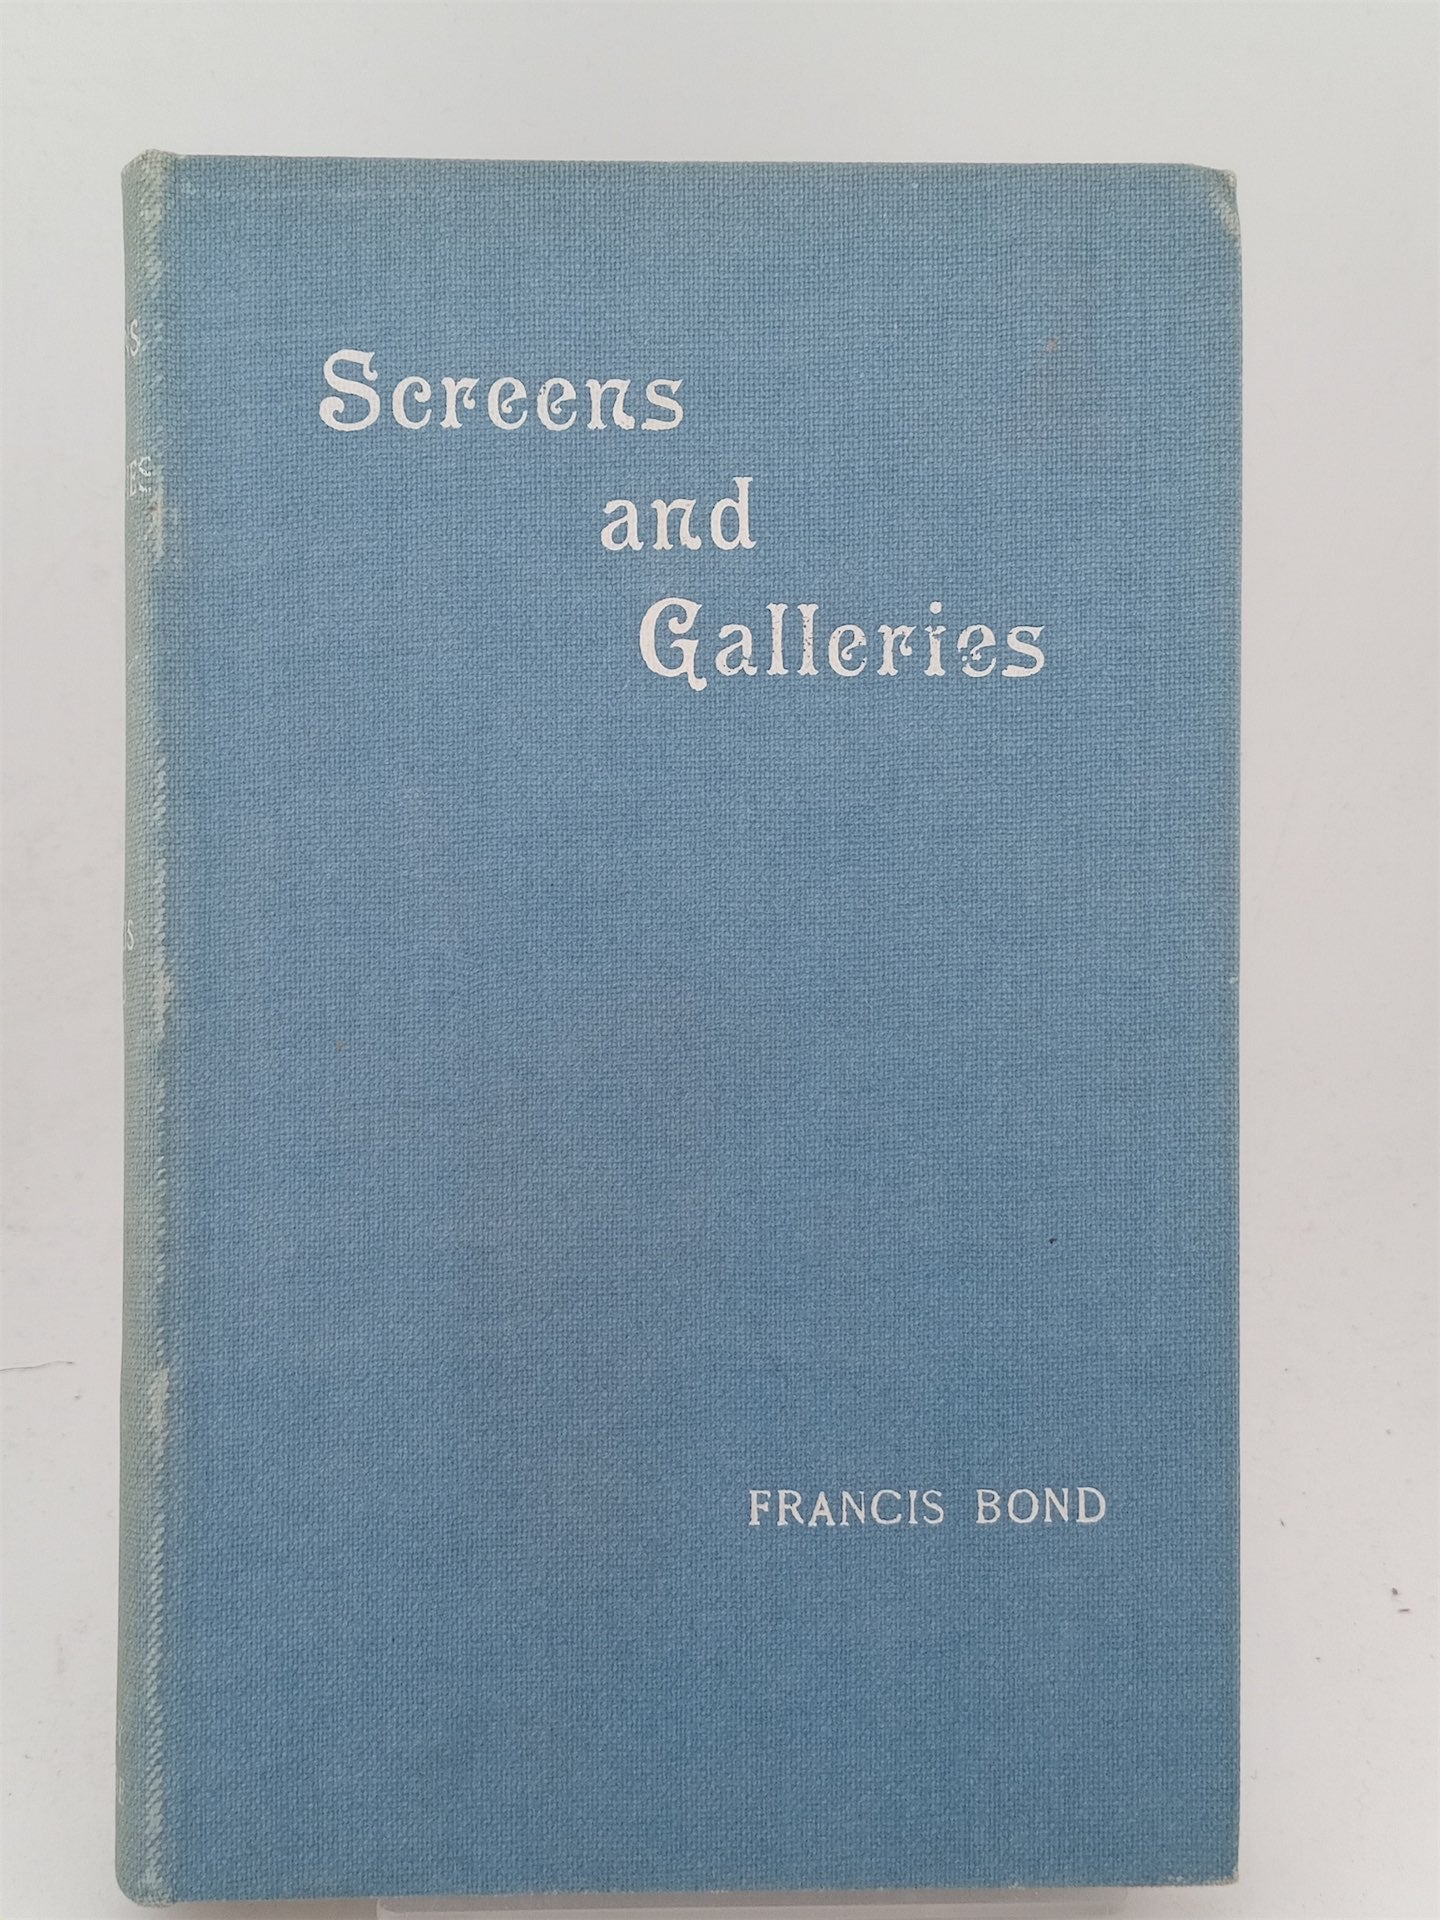 Screens
and
Galleries
FRANCIS BOND